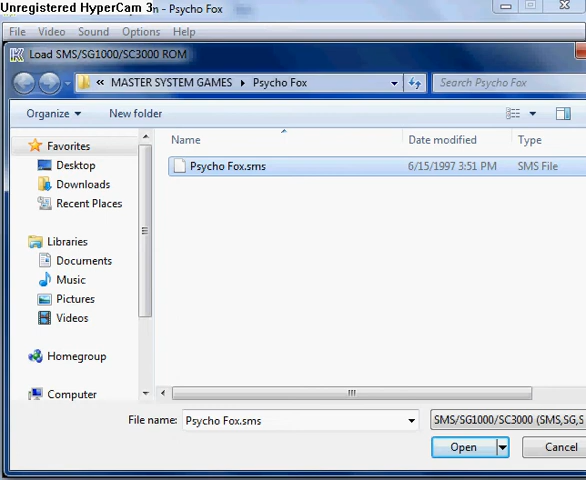 Unregistered HyperCam 3 n - Psycho Fox
File Video Sound Options Help
Load SMS/SG1000/SC3000 ROM
« MASTER SYSTEM GAMES Psycho Fox Search Psycho Fox
Organize New folder
Name Date modified Type
Favorites
Psycho Fox.sms 6/15/1997 3:51 PM SMS File
Desktop
Downloads
Recent Places
Libraries
Documents
Music
Pictures
Videos
Homegroup
Computer
File name: Psycho Fox.sms SMS/SG1000/SC3000 (SMS,SG,S
Open Cancel